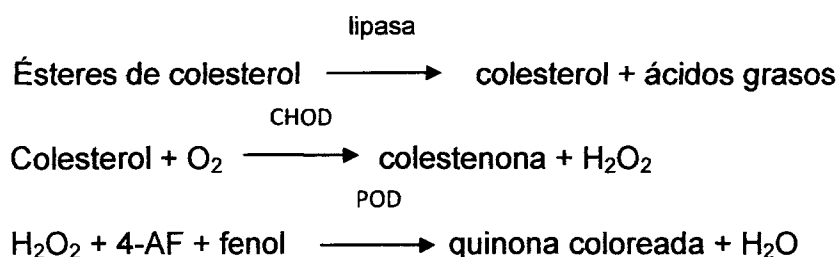 lipasa
Ésteres de colesterol ⟶ colesterol + ácidos grasos
CHOD
Colesterol + O₂ ⟶ colestenona + H₂O₂
POD
H₂O₂ + 4-AF + fenol ⟶ quinona coloreada + H₂O